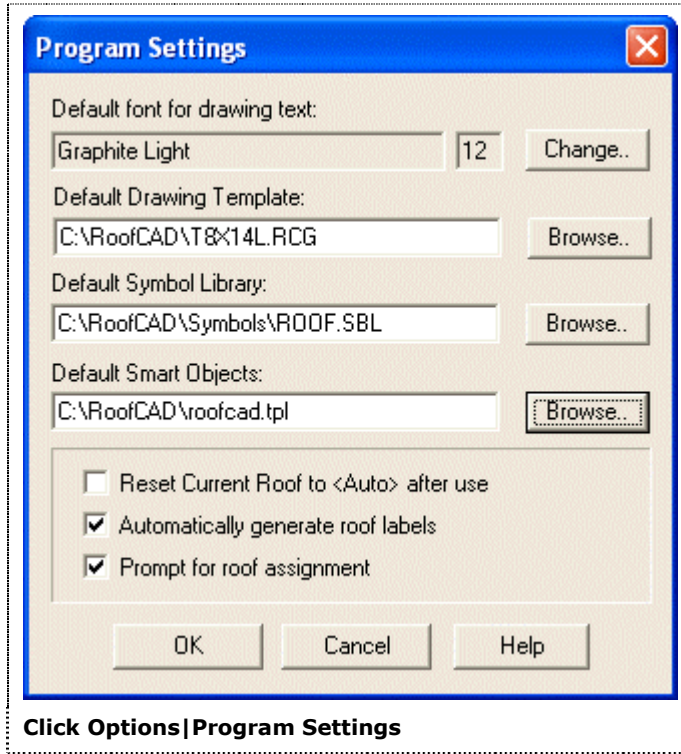 Program Settings
Default font for drawing text:
Graphite Light 12 Change..
Default Drawing Template:
C:\RoofCAD\T8X14L.RCG Browse..
Default Symbol Library:
C:\RoofCAD\Symbols\ROOF.SBL Browse..
Default Smart Objects:
C:\RoofCAD\roofcad.tpl Browse..
Reset Current Roof to <Auto> after use
Automatically generate roof labels
Prompt for roof assignment
OK Cancel Help
Click Options|Program Settings